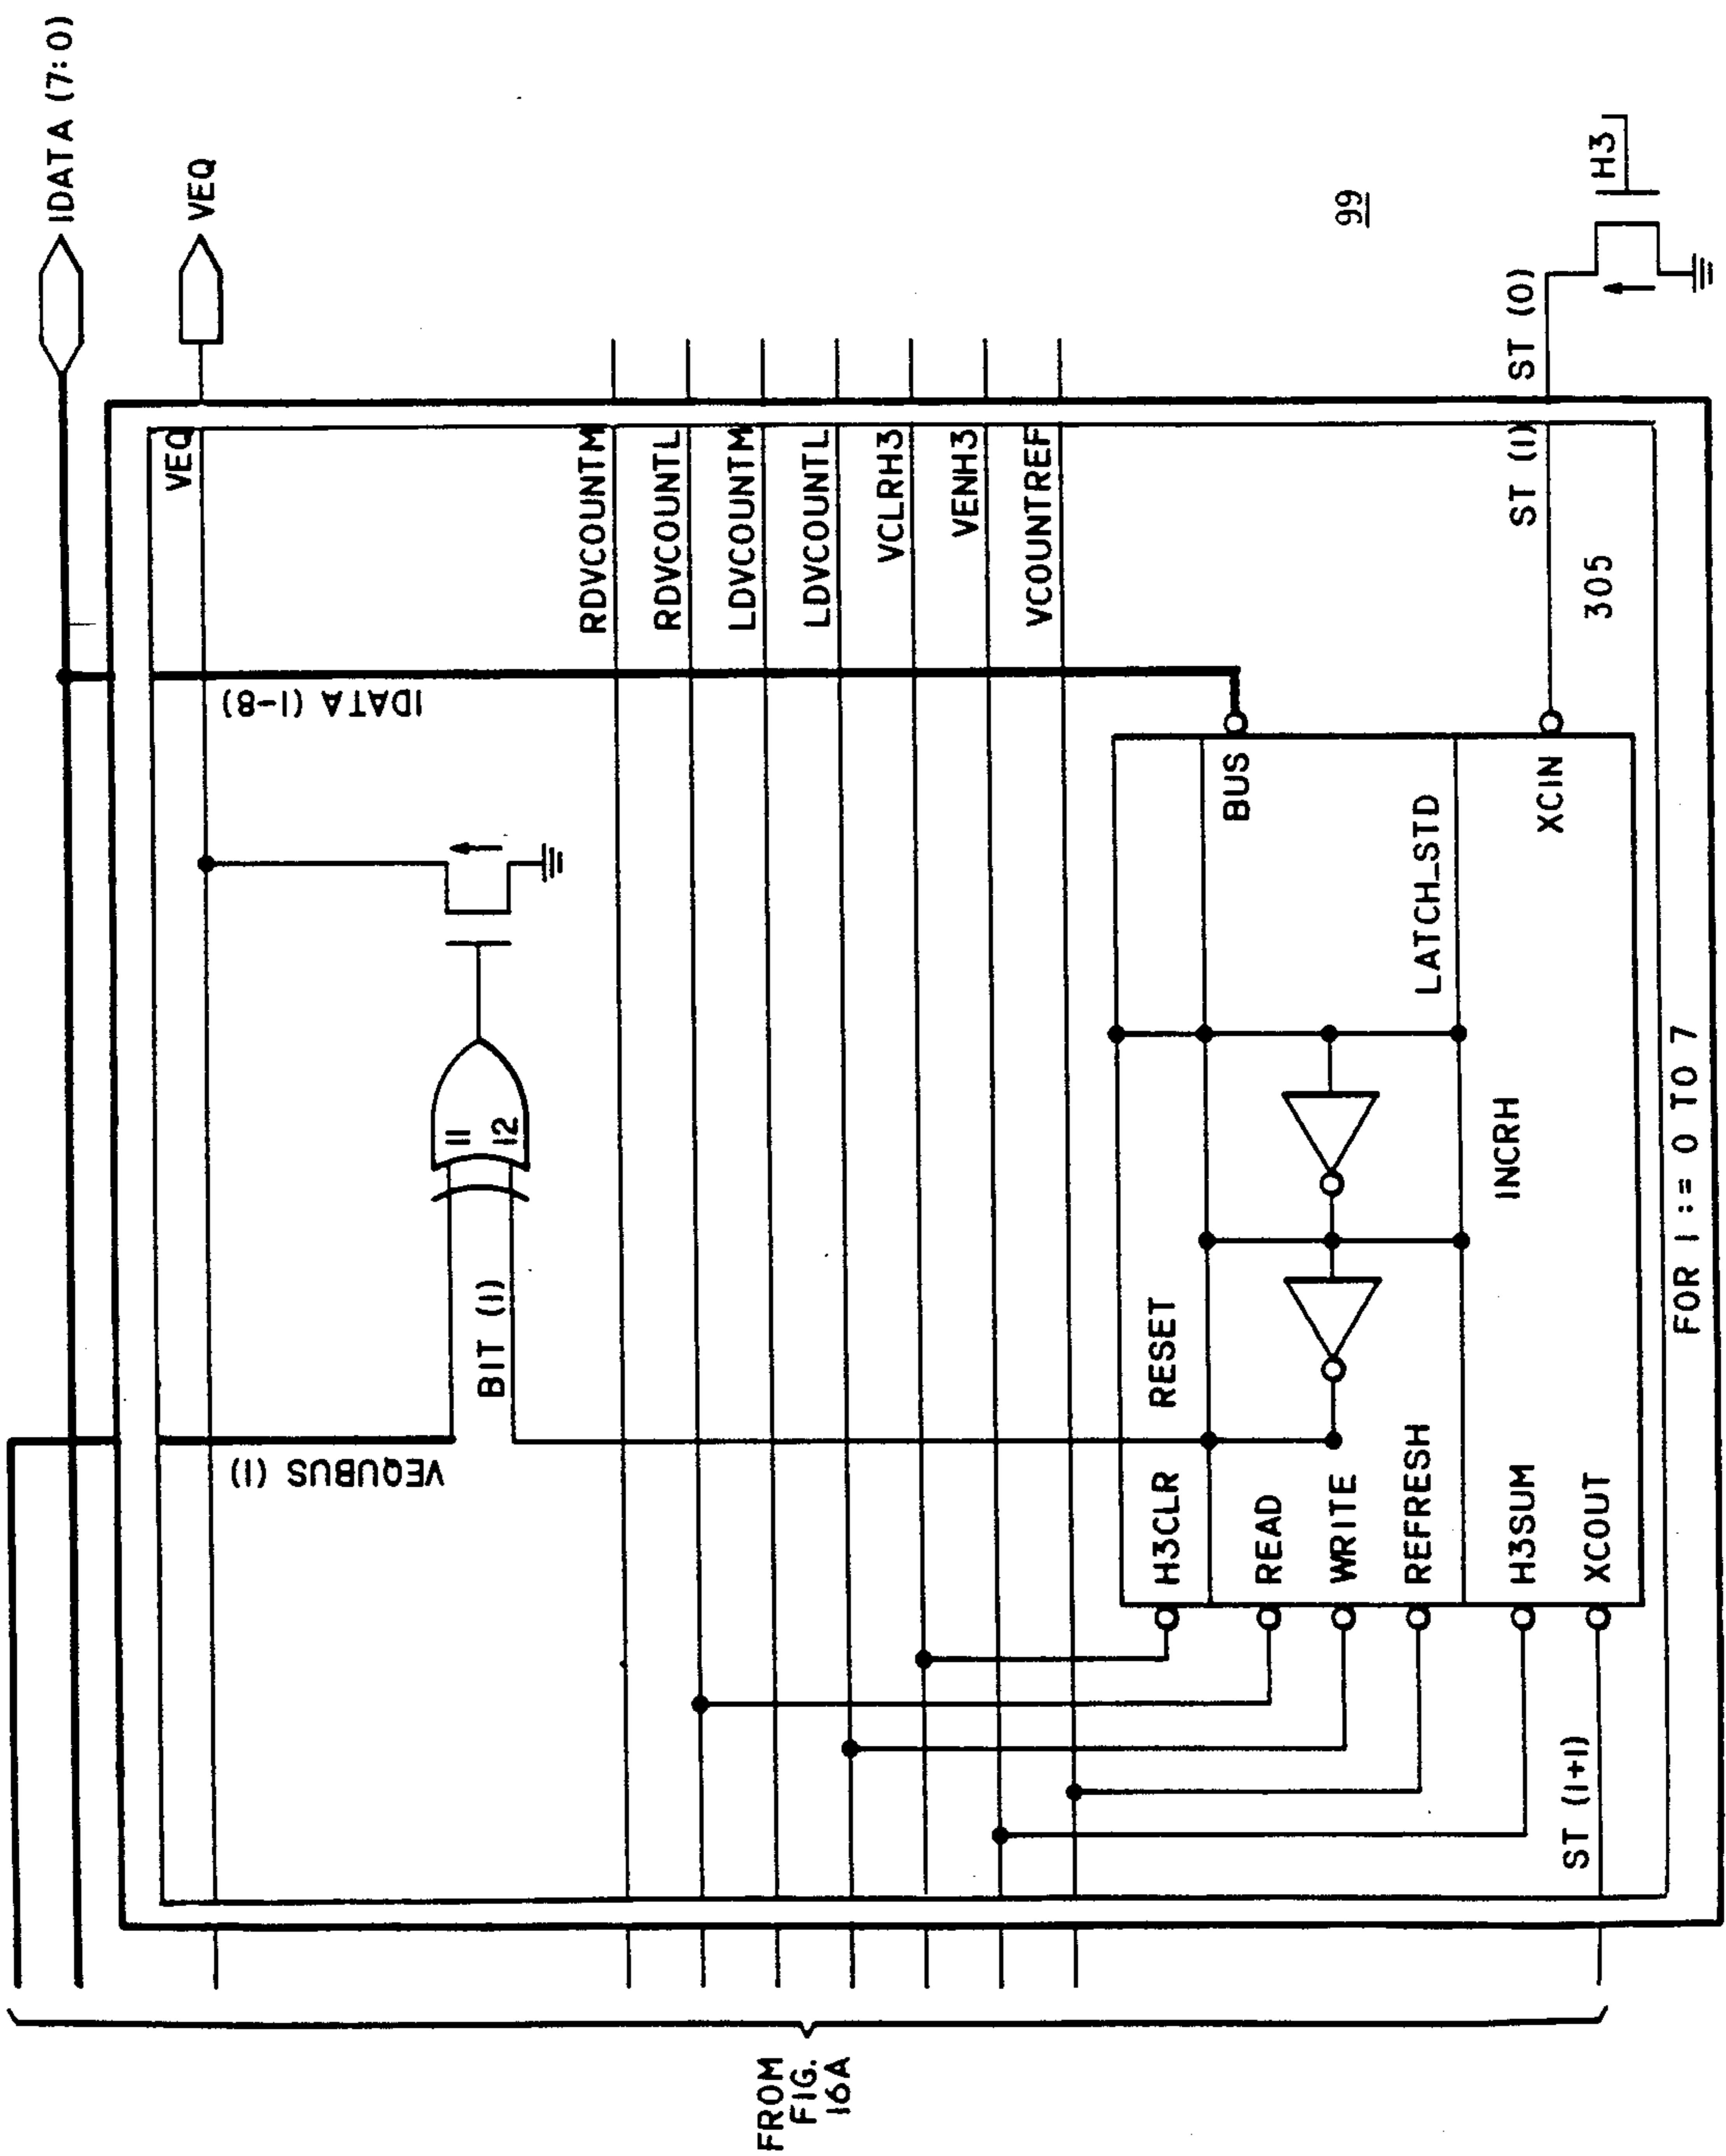 IDATA (7:0)
VEQ
VEQ
RDVCOUNTM
RDVCOUNTL
LDVCOUNTM
LDVCOUNTL
VCLRH3
VENH3
VCOUNTREF
IDATA (I-8)
VEQUBUS (I)
I1
I2
BIT (I)
H3CLR
RESET
READ
WRITE
REFRESH
BUS
LATCH_STD
H3SUM
XCOUT
INCRH
XCIN
ST (I+1)
ST (I)
ST (0)
H3
305
99
FOR I := 0 TO 7
FROM
FIG.
16A